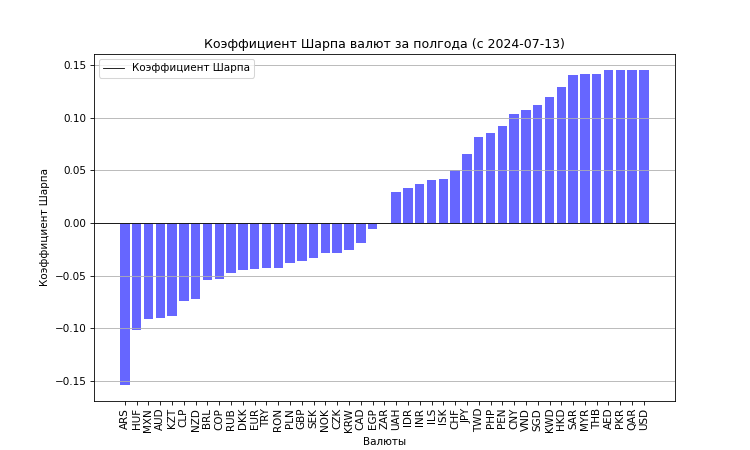 Коэффициент Шарпа валют за полгода (с 2024-07-13)
Коэффициент Шарпа
0.15
0.10
0.05
0.00
−0.05
−0.10
−0.15
Коэффициент Шарпа
ARS HUF MXN AUD KZT CLP NZD BRL COP RUB DKK EUR TRY RON PLN GBP SEK NOK CZK KRW CAD EGP ZAR UAH IDR INR ILS ISK CHF JPY TWD PHP PEN CNY VND SGD KWD HKD SAR MYR THB AED PKR QAR USD
Валюты